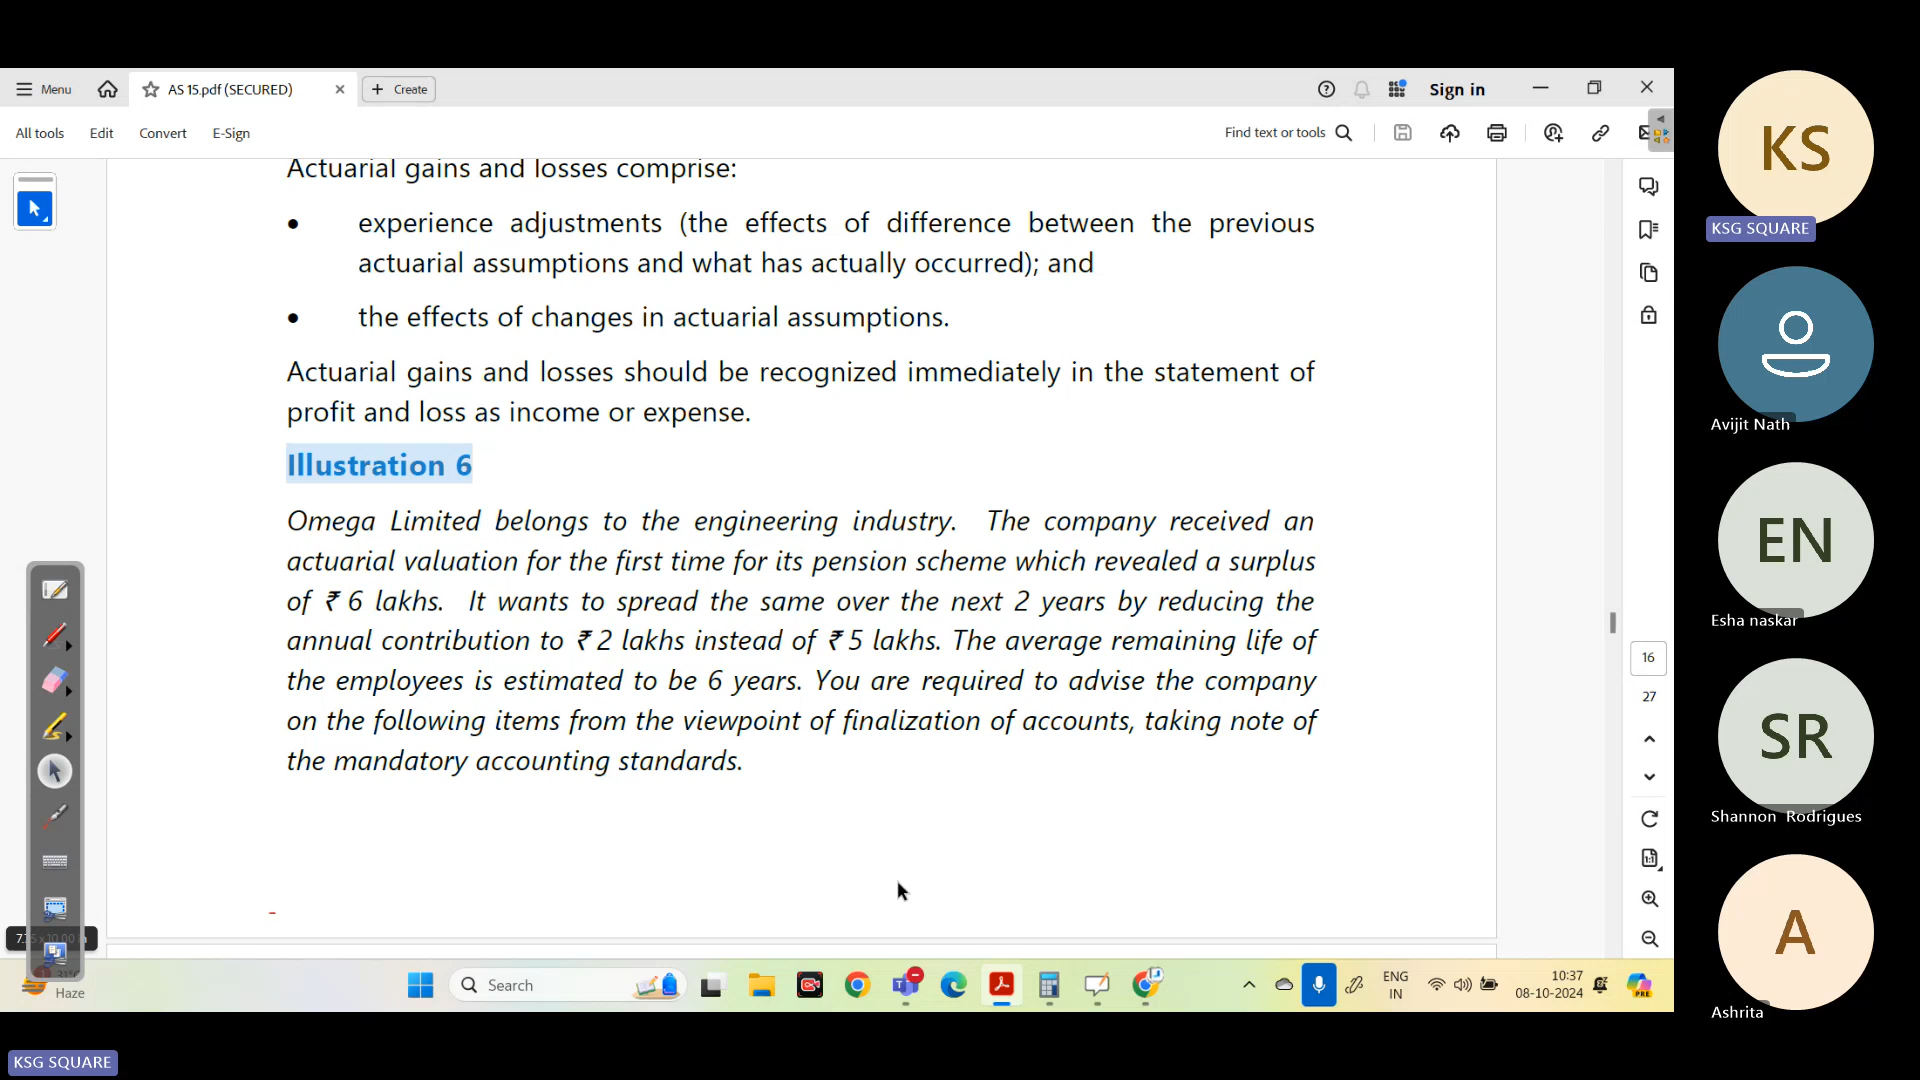 Menu
AS 15.pdf (SECURED)
Create
Sign in
All tools
Edit
Convert
E-Sign
Find text or tools
Actuarial gains and losses comprise:
• experience adjustments (the effects of difference between the previous
actuarial assumptions and what has actually occurred); and
• the effects of changes in actuarial assumptions.
Actuarial gains and losses should be recognized immediately in the statement of
profit and loss as income or expense.
Illustration 6
Omega Limited belongs to the engineering industry. The company received an
actuarial valuation for the first time for its pension scheme which revealed a surplus
of ₹ 6 lakhs. It wants to spread the same over the next 2 years by reducing the
annual contribution to ₹ 2 lakhs instead of ₹ 5 lakhs. The average remaining life of
the employees is estimated to be 6 years. You are required to advise the company
on the following items from the viewpoint of finalization of accounts, taking note of
the mandatory accounting standards.
16
27
Haze
Search
ENG
IN
10:37
08-10-2024
PRE
KS
KSG SQUARE
Avijit Nath
EN
Esha naskar
SR
Shannon Rodrigues
A
Ashrita
KSG SQUARE